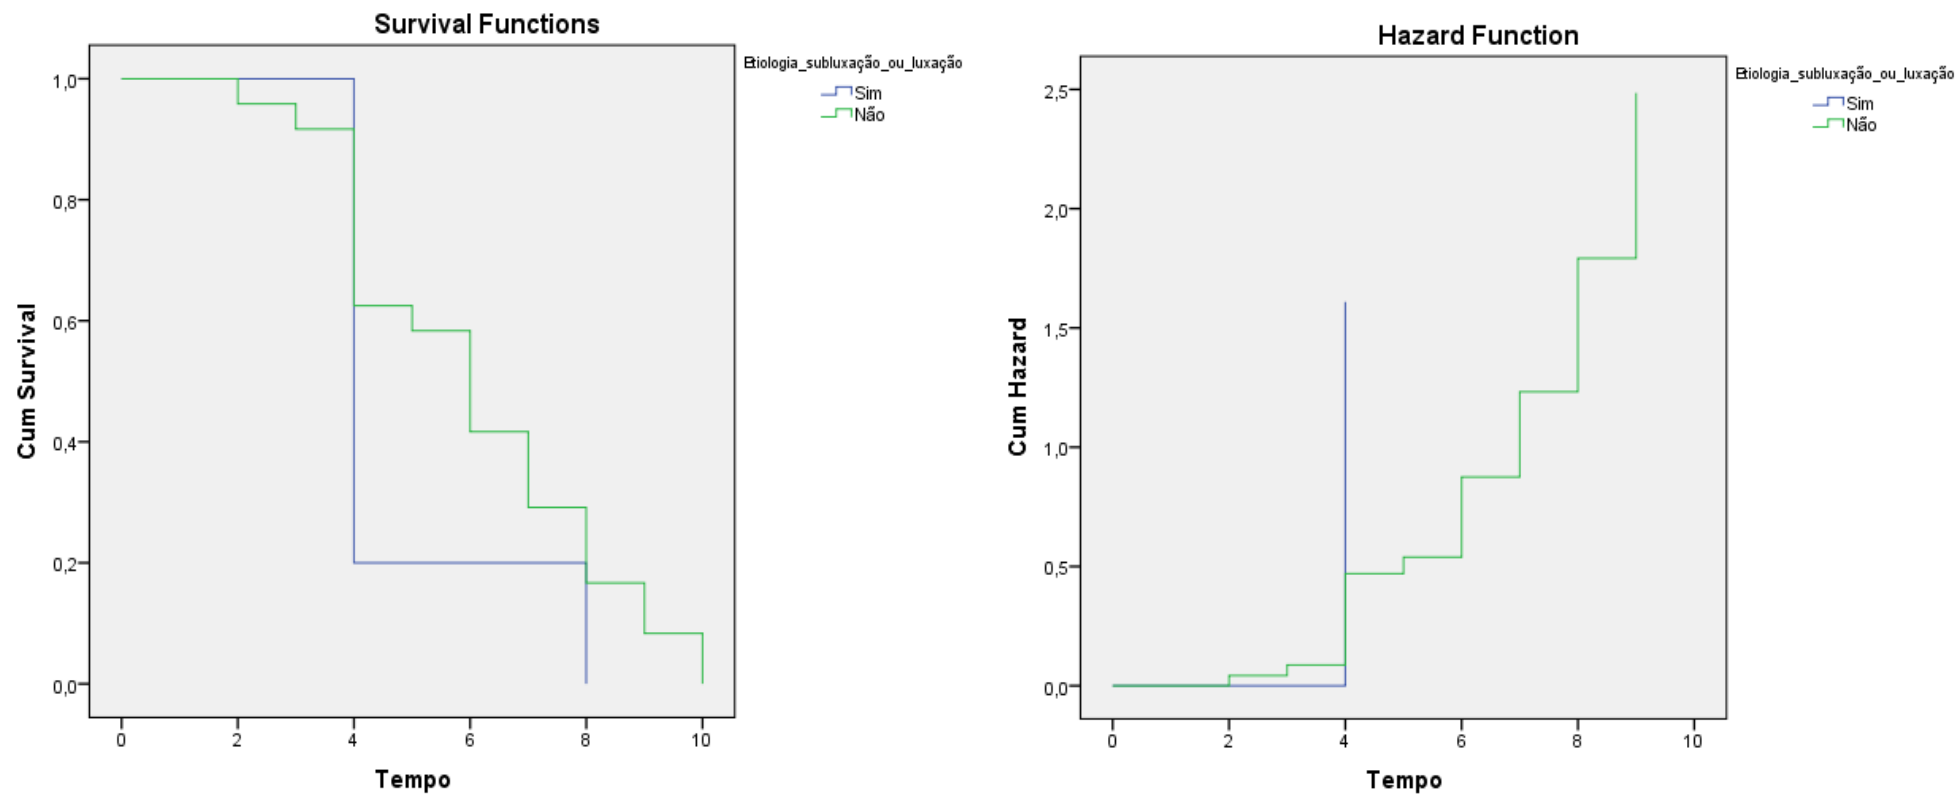 Survival Functions
Etiologia_subluxação_ou_luxação
Sim
Não
1,0
0,8
0,6
0,4
0,2
0,0
Cum Survival
0 2 4 6 8 10
Tempo
Hazard Function
Etiologia_subluxação_ou_luxação
Sim
Não
2,5
2,0
1,5
1,0
0,5
0,0
Cum Hazard
0 2 4 6 8 10
Tempo